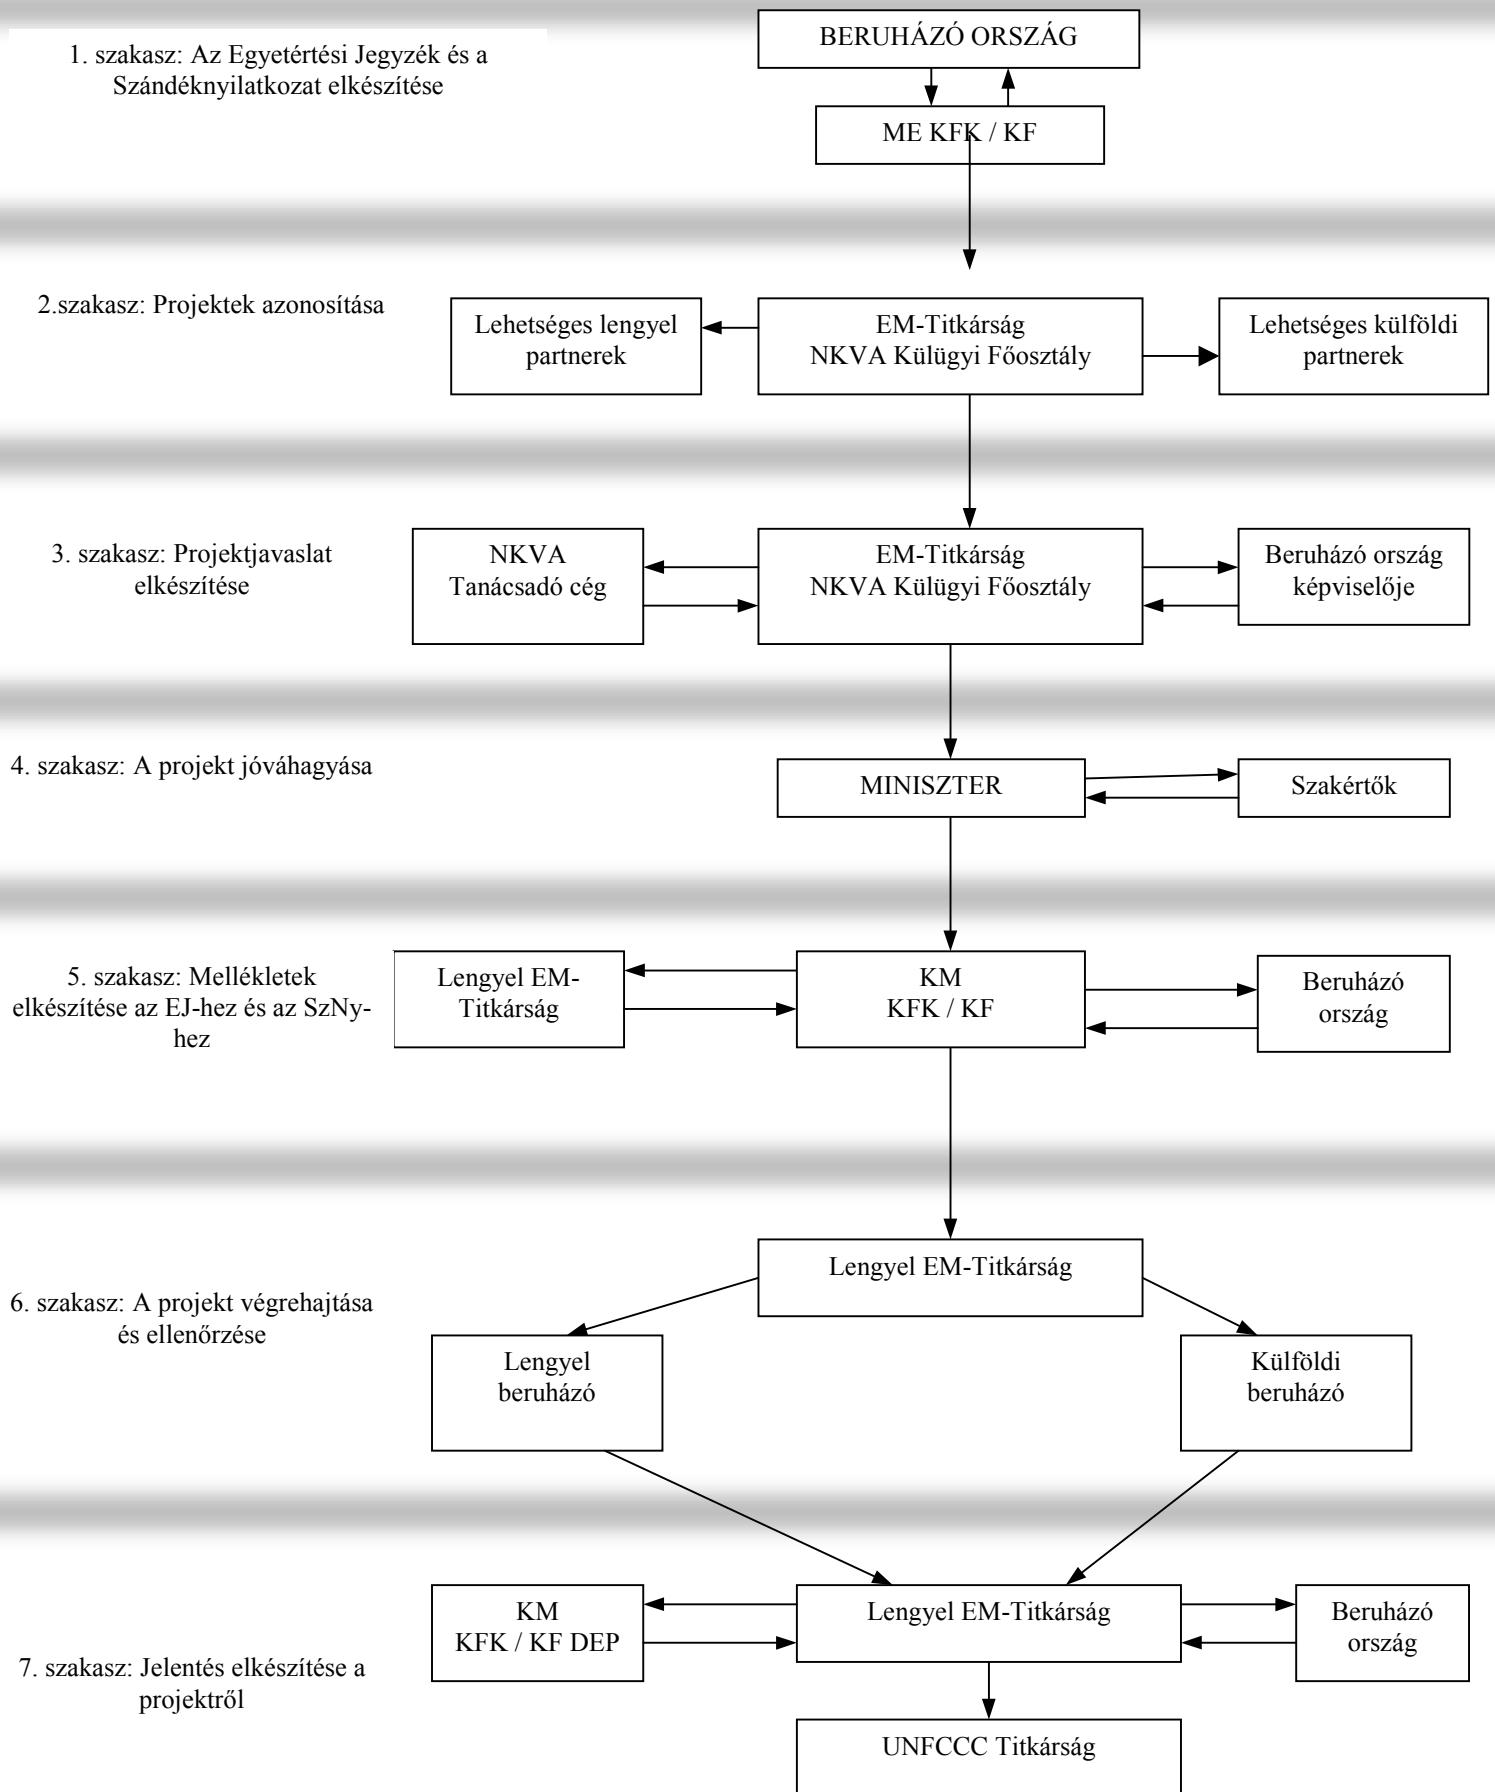 1. szakasz: Az Egyetértési Jegyzék és a
Szándéknyilatkozat elkészítése
BERUHÁZÓ ORSZÁG
ME KFK / KF
2.szakasz: Projektek azonosítása
Lehetséges lengyel
partnerek
EM-Titkárság
NKVA Külügyi Főosztály
Lehetséges külföldi
partnerek
3. szakasz: Projektjavaslat
elkészítése
NKVA
Tanácsadó cég
EM-Titkárság
NKVA Külügyi Főosztály
Beruházó ország
képviselője
4. szakasz: A projekt jóváhagyása
MINISZTER
Szakértők
5. szakasz: Mellékletek
elkészítése az EJ-hez és az SzNy-
hez
Lengyel EM-
Titkárság
KM
KFK / KF
Beruházó
ország
6. szakasz: A projekt végrehajtása
és ellenőrzése
Lengyel EM-Titkárság
Lengyel
beruházó
Külföldi
beruházó
7. szakasz: Jelentés elkészítése a
projektről
KM
KFK / KF DEP
Lengyel EM-Titkárság
Beruházó
ország
UNFCCC Titkárság